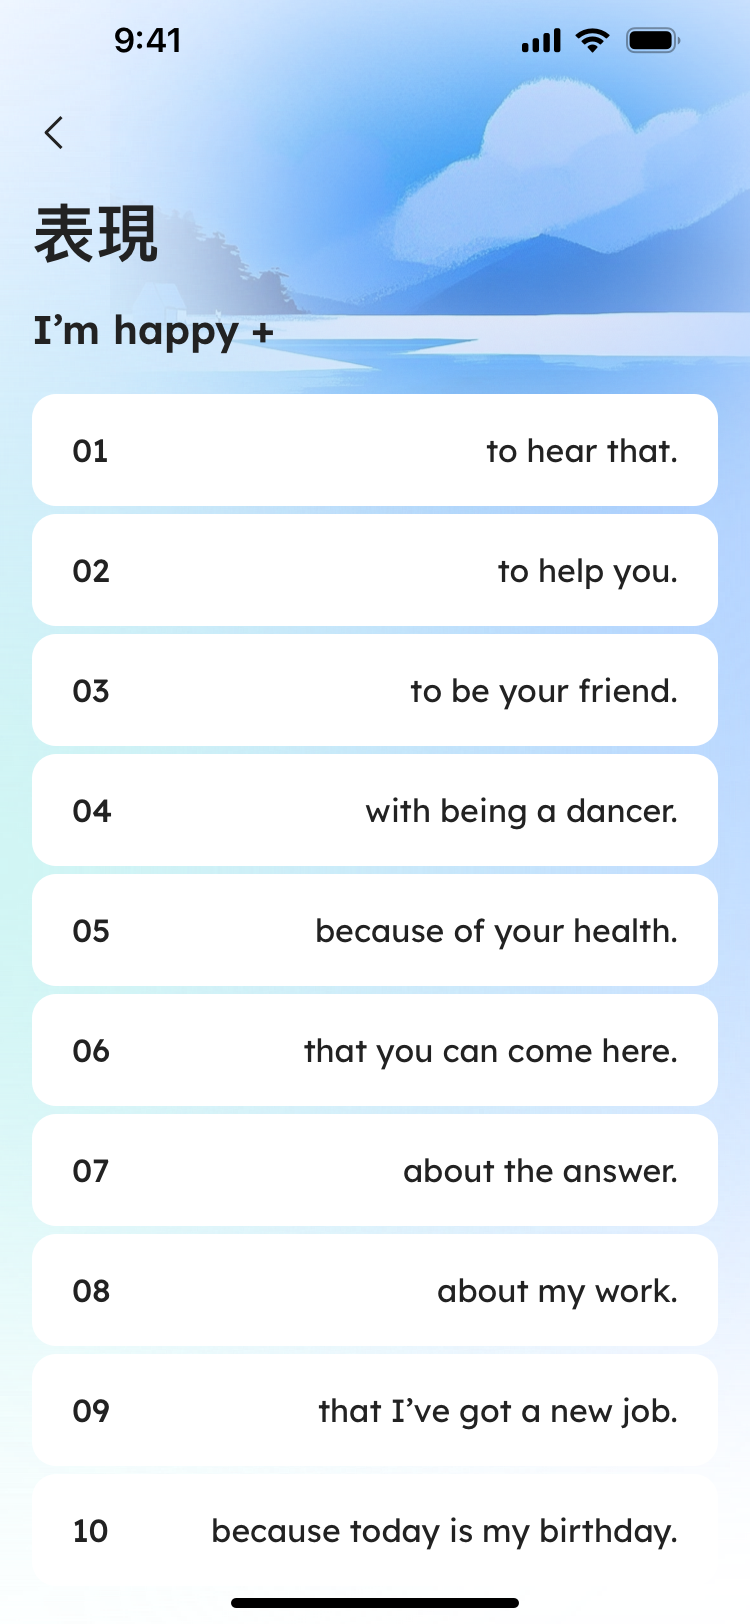 9:41
表現
I’m happy +
01 to hear that.
02 to help you.
03 to be your friend.
04 with being a dancer.
05 because of your health.
06 that you can come here.
07 about the answer.
08 about my work.
09 that I’ve got a new job.
10 because today is my birthday.